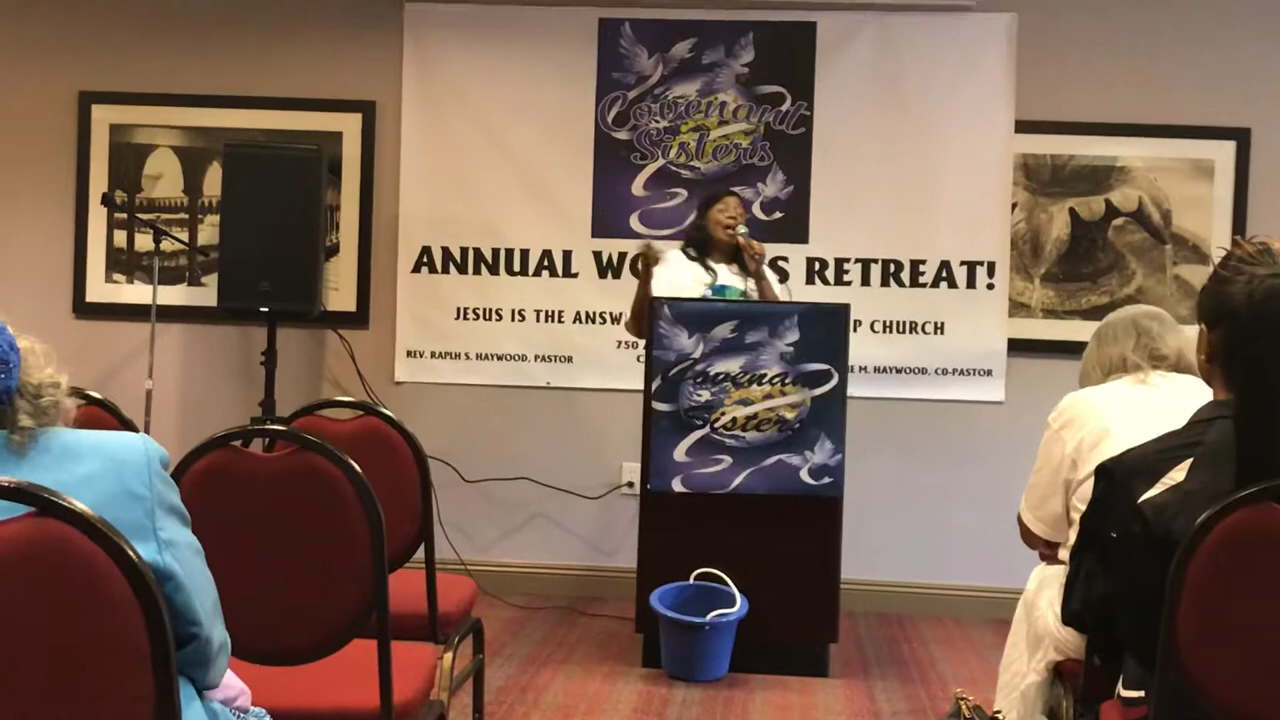 Covenant
Sisters
ANNUAL WO S RETREAT!
JESUS IS THE ANSW P CHURCH
750
REV. RAPLH S. HAYWOOD, PASTOR M. HAYWOOD, CO-PASTOR
Covenant
Sisters